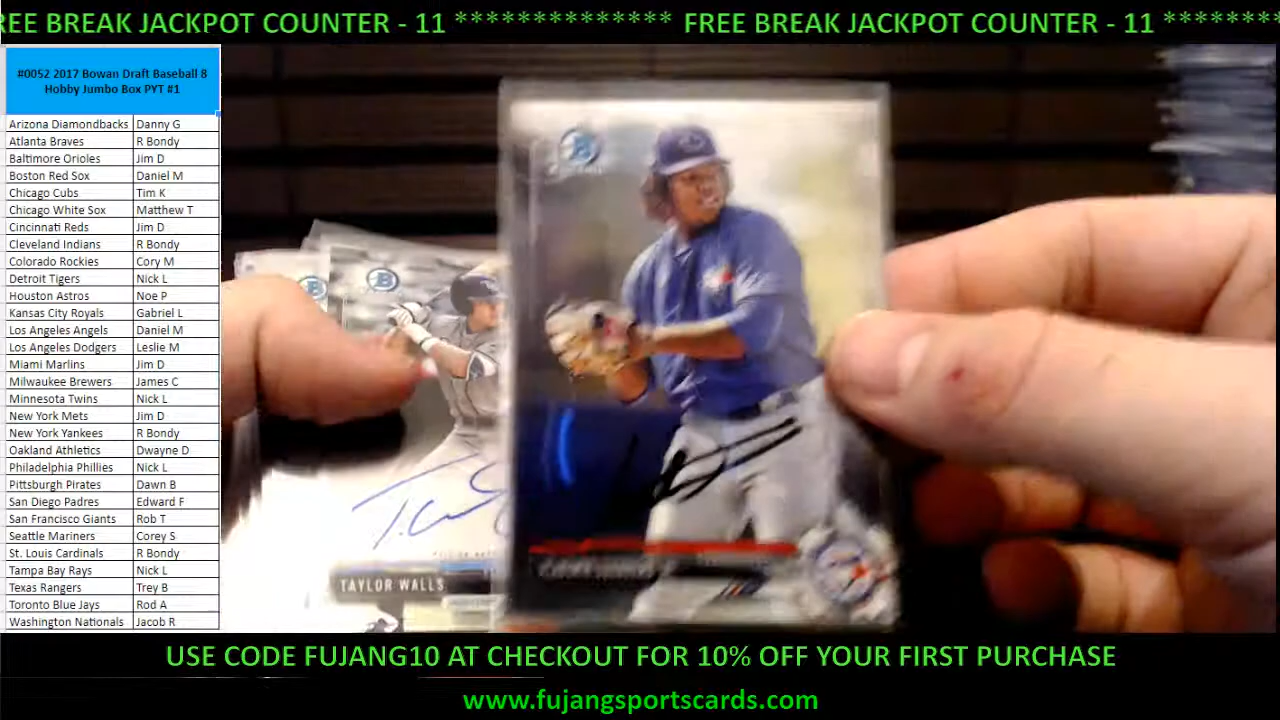 REE BREAK JACKPOT COUNTER - 11 ************** FREE BREAK JACKPOT COUNTER - 11 ********
#0052 2017 Bowan Draft Baseball 8
Hobby Jumbo Box PYT #1
Arizona Diamondbacks Danny G
Atlanta Braves R Bondy
Baltimore Orioles Jim D
Boston Red Sox Daniel M
Chicago Cubs Tim K
Chicago White Sox Matthew T
Cincinnati Reds Jim D
Cleveland Indians R Bondy
Colorado Rockies Cory M
Detroit Tigers Nick L
Houston Astros Noe P
Kansas City Royals Gabriel L
Los Angeles Angels Daniel M
Los Angeles Dodgers Leslie M
Miami Marlins Jim D
Milwaukee Brewers James C
Minnesota Twins Nick L
New York Mets Jim D
New York Yankees R Bondy
Oakland Athletics Dwayne D
Philadelphia Phillies Nick L
Pittsburgh Pirates Dawn B
San Diego Padres Edward F
San Francisco Giants Rob T
Seattle Mariners Corey S
St. Louis Cardinals R Bondy
Tampa Bay Rays Nick L
Texas Rangers Trey B
Toronto Blue Jays Rod A
Washington Nationals Jacob R
B
B
B
TAYLOR WALLS
USE CODE FUJANG10 AT CHECKOUT FOR 10% OFF YOUR FIRST PURCHASE
www.fujangsportscards.com